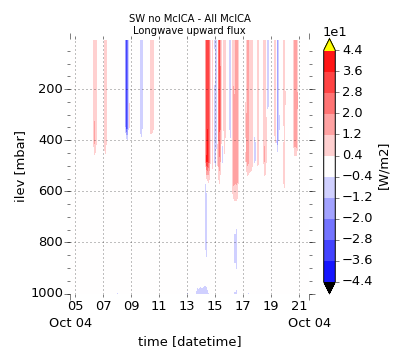 SW no McICA - All McICA
Longwave upward flux
1e1
4.4
3.6
2.8
2.0
1.2
0.4
−0.4
−1.2
−2.0
−2.8
−3.6
−4.4
[W/m2]
200
400
600
800
1000
ilev [mbar]
05 07 09 11 13 15 17 19 21
Oct 04 Oct 04
time [datetime]